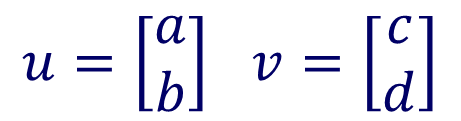 u = [a b] v = [c d]